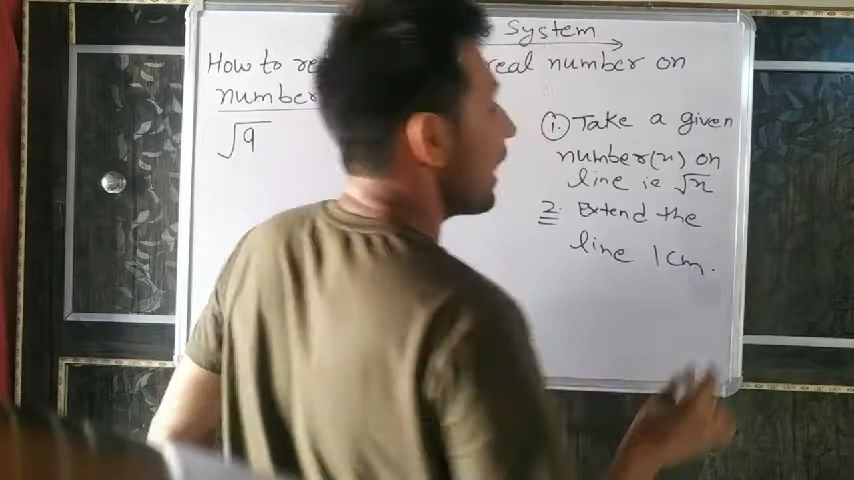 System
How to re
real number on
number
√9
1. Take a given
number(x) on
line ie √x
2. Extend the
line 1cm.